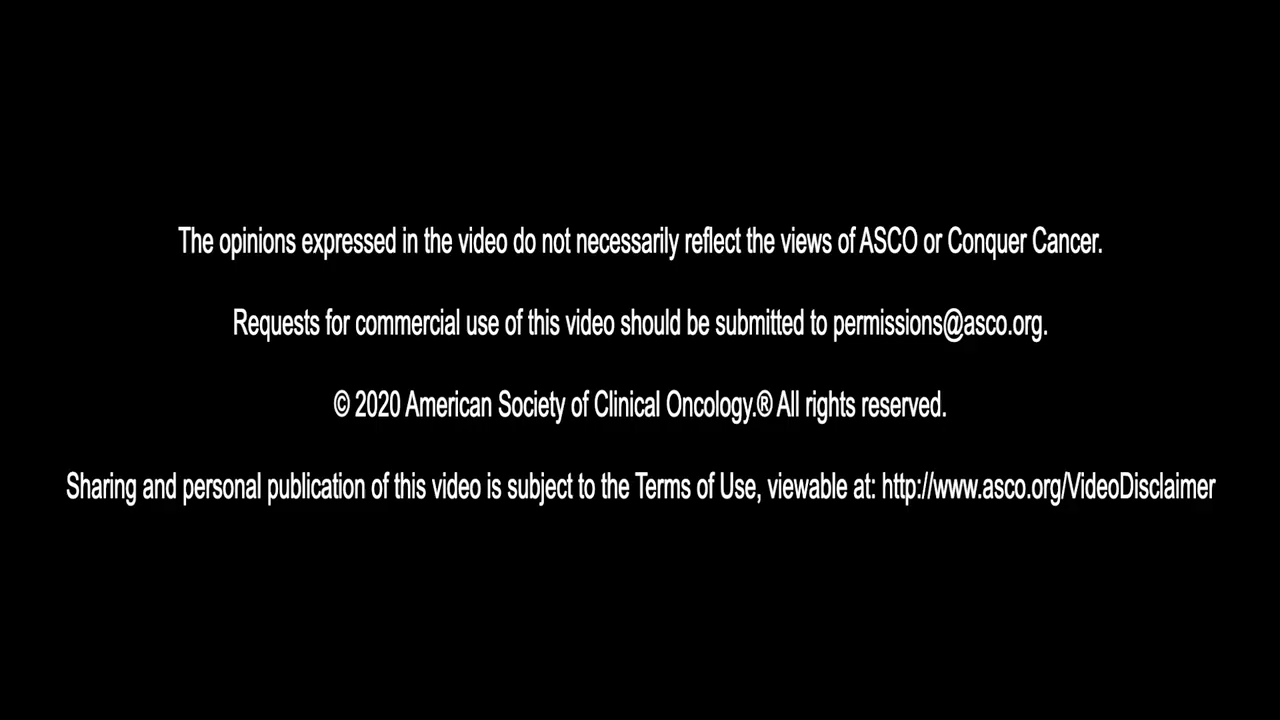 The opinions expressed in the video do not necessarily reflect the views of ASCO or Conquer Cancer.
Requests for commercial use of this video should be submitted to permissions@asco.org.
© 2020 American Society of Clinical Oncology.® All rights reserved.
Sharing and personal publication of this video is subject to the Terms of Use, viewable at: http://www.asco.org/VideoDisclaimer